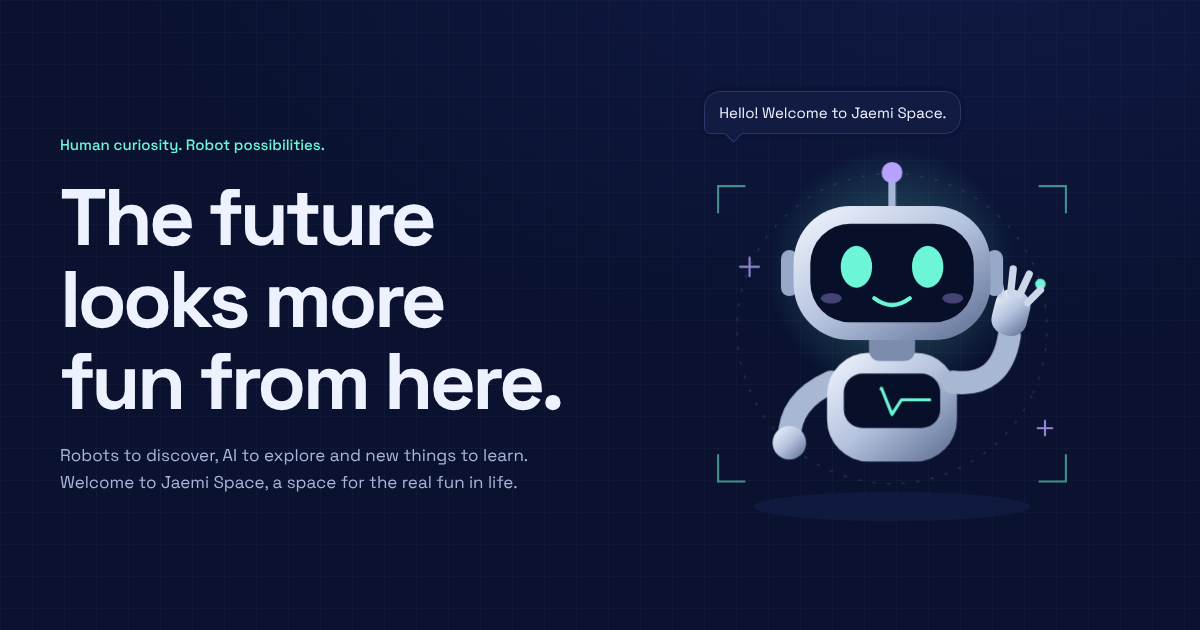 Human curiosity. Robot possibilities.
The future
looks more
fun from here.
Robots to discover, AI to explore and new things to learn.
Welcome to Jaemi Space, a space for the real fun in life.
Hello! Welcome to Jaemi Space.